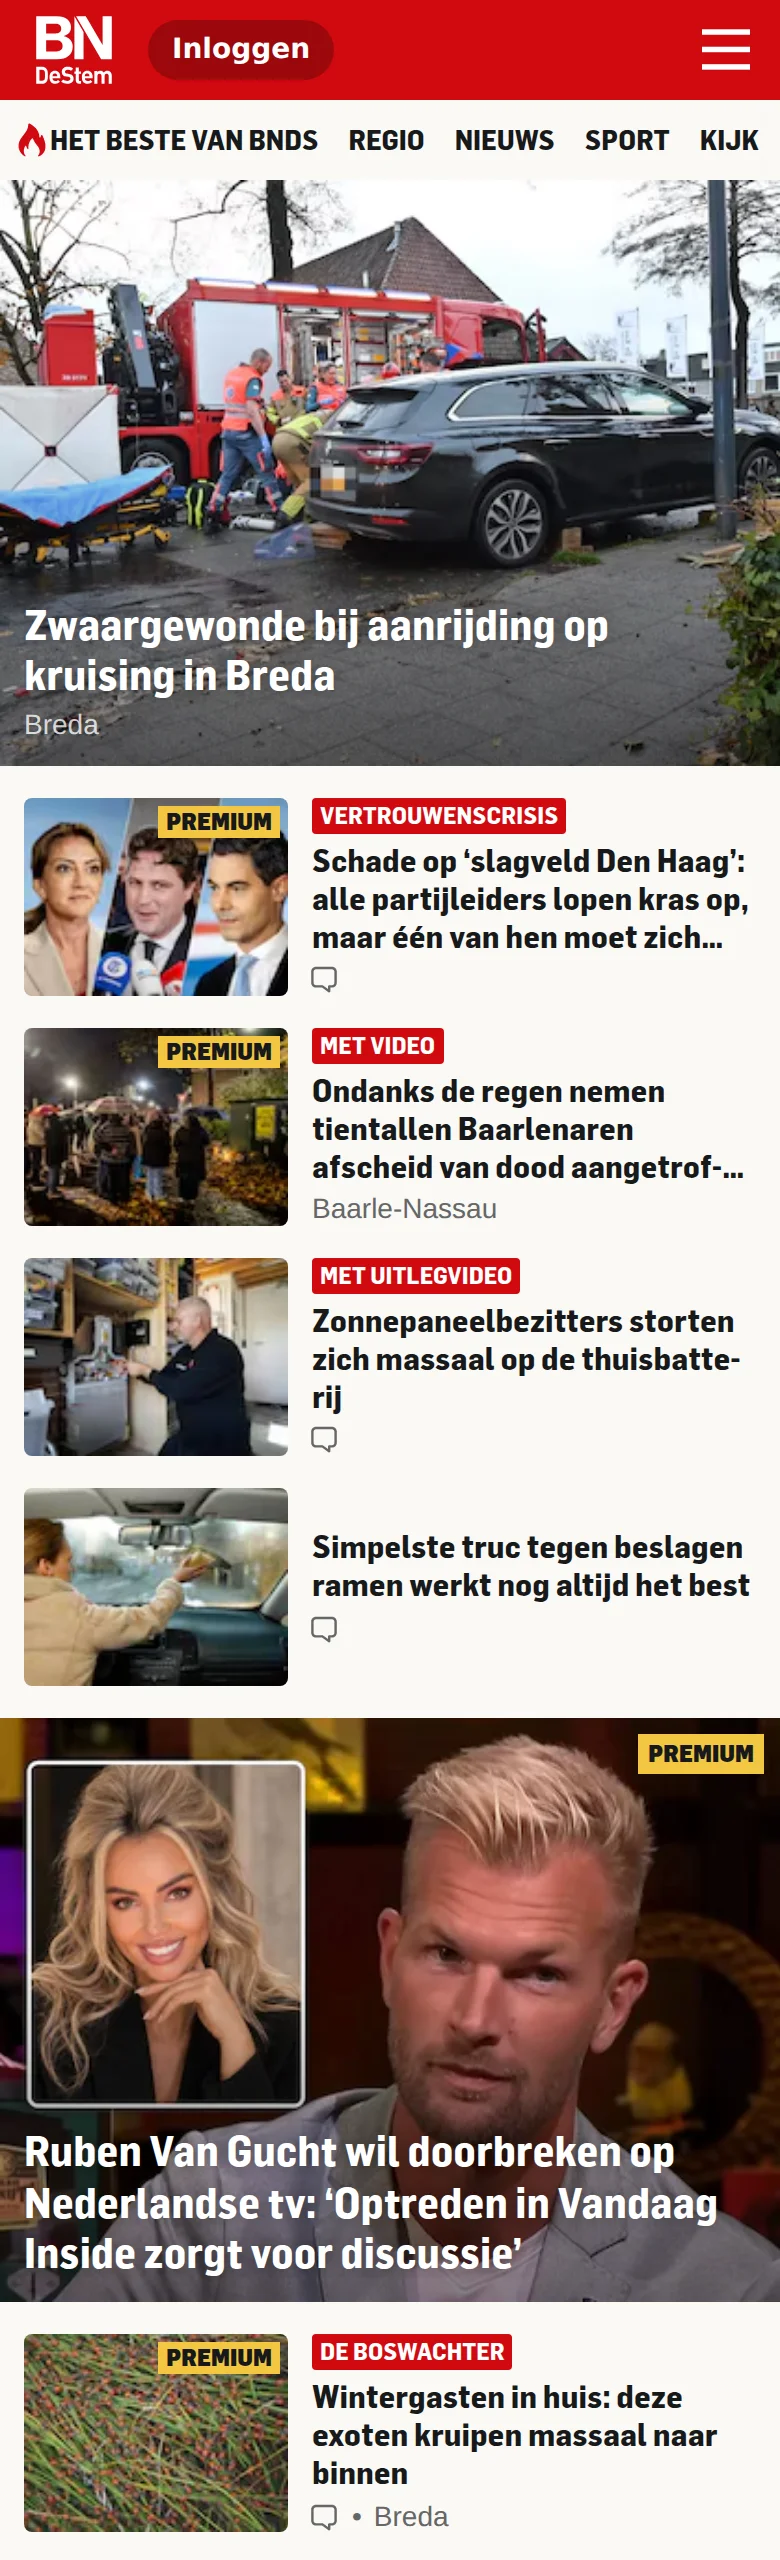 BN
DeStem
Inloggen
HET BESTE VAN BNDS REGIO NIEUWS SPORT KIJK
Zwaargewonde bij aanrijding op
kruising in Breda
Breda
PREMIUM
VERTROUWENSCRISIS
Schade op ‘slagveld Den Haag’:
alle partijleiders lopen kras op,
maar één van hen moet zich...
PREMIUM
MET VIDEO
Ondanks de regen nemen
tientallen Baarlenaren
afscheid van dood aangetrof-...
Baarle-Nassau
MET UITLEGVIDEO
Zonnepaneelbezitters storten
zich massaal op de thuisbatte-
rij
Simpelste truc tegen beslagen
ramen werkt nog altijd het best
PREMIUM
Ruben Van Gucht wil doorbreken op
Nederlandse tv: ‘Optreden in Vandaag
Inside zorgt voor discussie’
PREMIUM
DE BOSWACHTER
Wintergasten in huis: deze
exoten kruipen massaal naar
binnen
• Breda